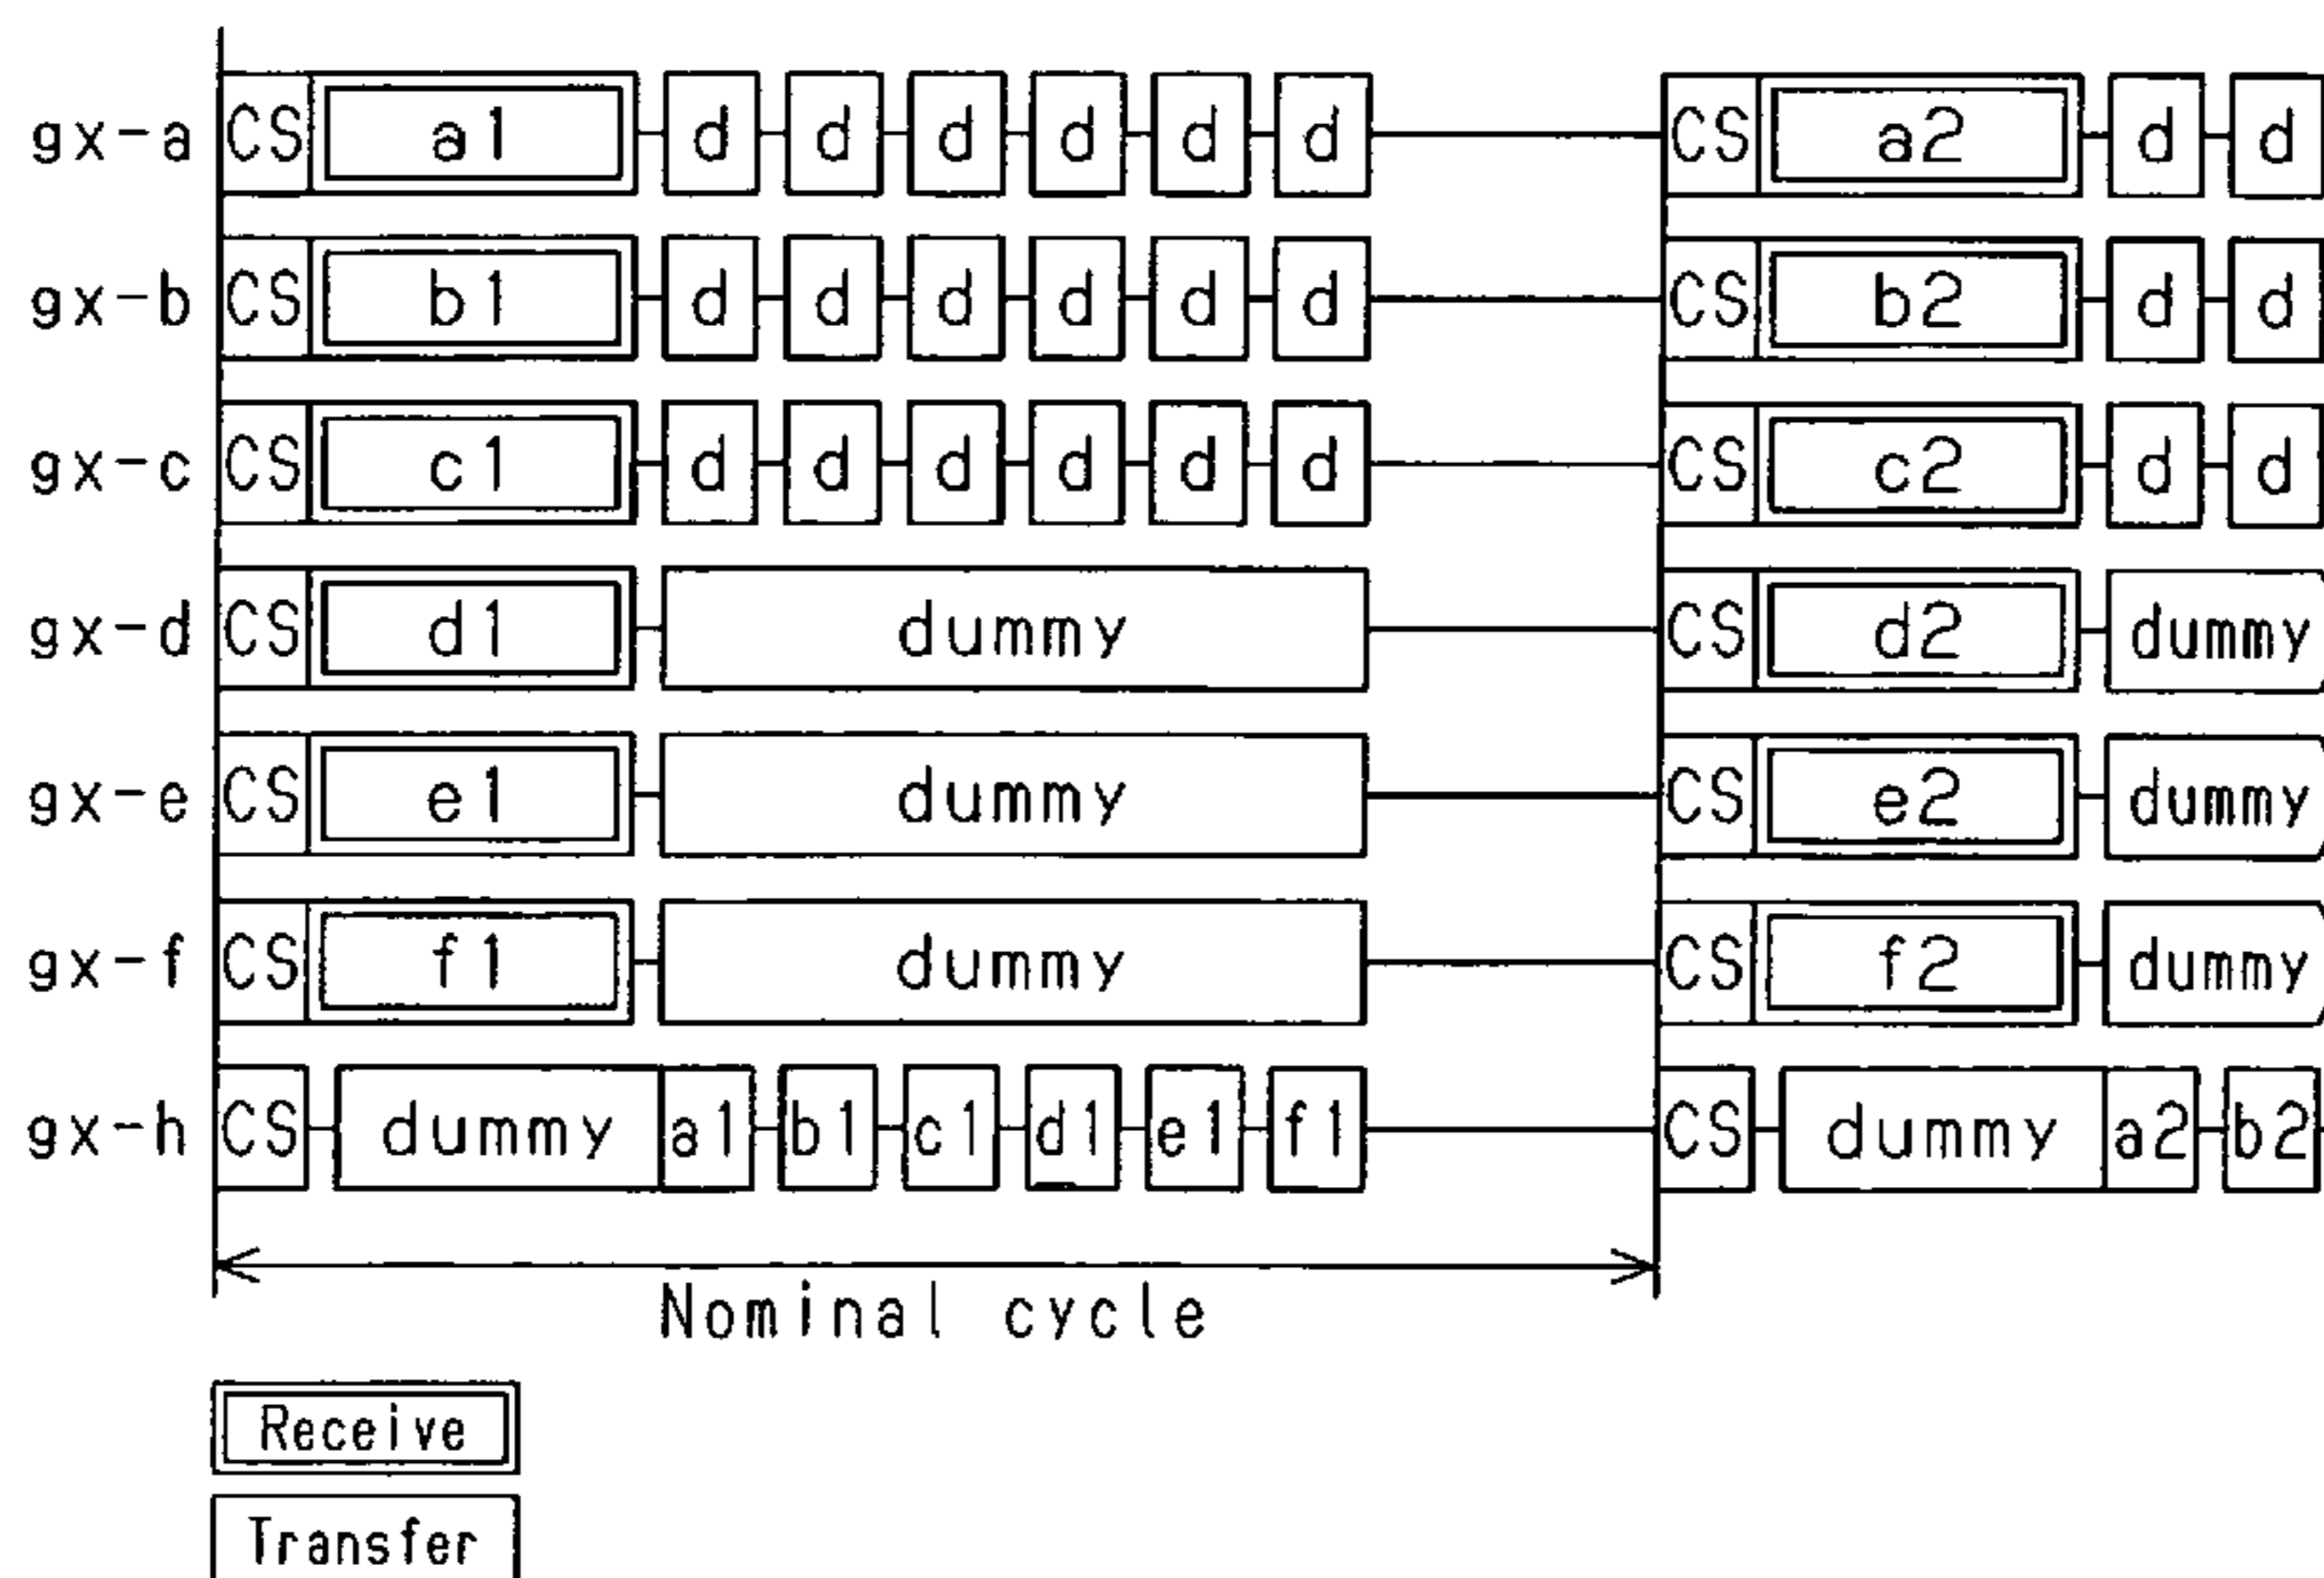 gx-a CS a1 d d d d d d CS a2 d d
gx-b CS b1 d d d d d d CS b2 d d
gx-c CS c1 d d d d d d CS c2 d d
gx-d CS d1 dummy CS d2 dummy
gx-e CS e1 dummy CS e2 dummy
gx-f CS f1 dummy CS f2 dummy
gx-h CS dummy a1 b1 c1 d1 e1 f1 CS dummy a2 b2
Nominal cycle
Receive
Transfer